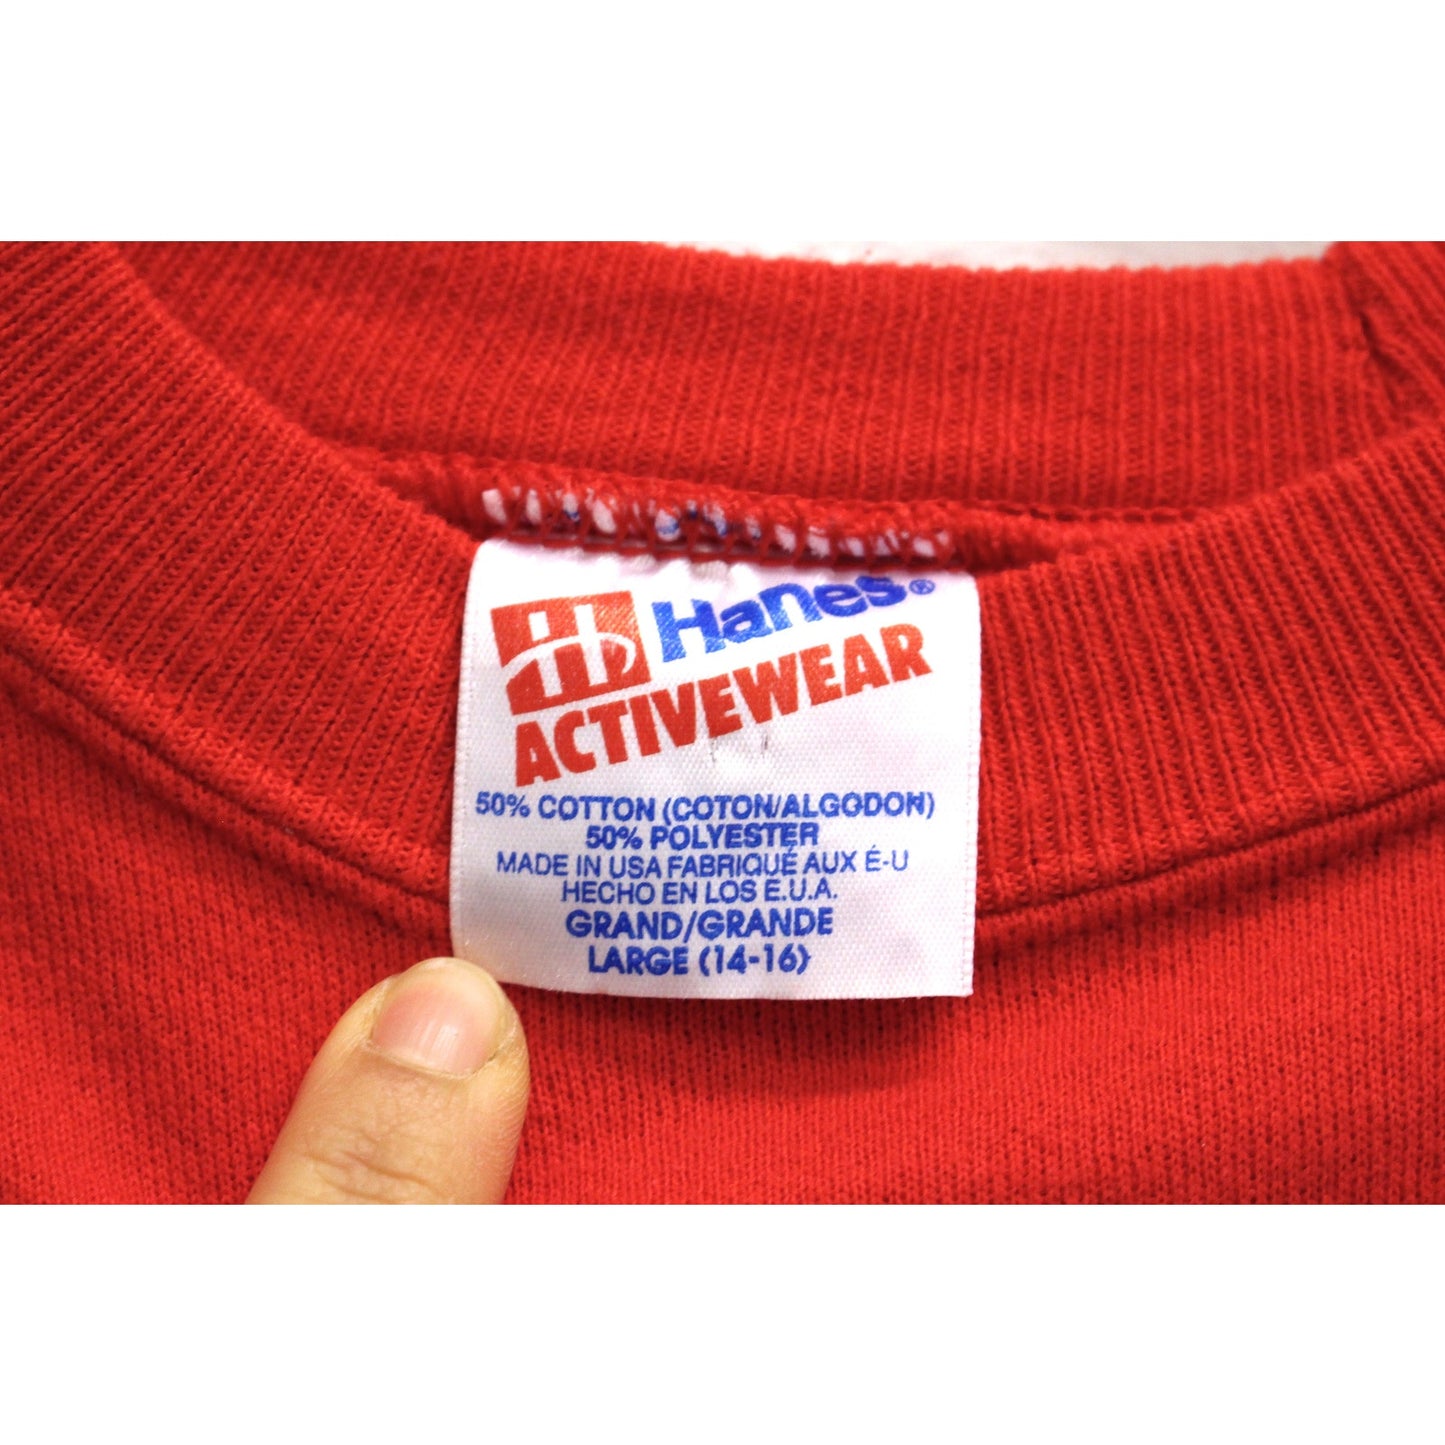 Hanes®
ACTIVEWEAR
50% COTTON (COTON/ALGODON)
50% POLYESTER
MADE IN USA FABRIQUÉ AUX É-U
HECHO EN LOS E.U.A.
GRAND/GRANDE
LARGE (14-16)